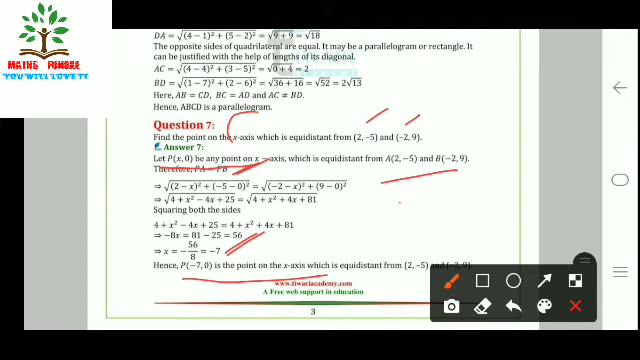 MATHS FUNBEE
YOU WILL LOVE IT
DA = √(4 − 1)² + (5 − 2)² = √9 + 9 = √18
The opposite sides of quadrilateral are equal. It may be a parallelogram or rectangle. It
can be justified with the help of lengths of its diagonal.
AC = √(4 − 4)² + (3 − 5)² = √0 + 4 = 2
BD = √(1 − 7)² + (2 − 6)² = √36 + 16 = √52 = 2√13
Here, AB = CD, BC = AD and AC ≠ BD.
Hence, ABCD is a parallelogram.
Question 7:
Find the point on the x-axis which is equidistant from (2, −5) and (−2, 9).
Answer 7:
Let P(x, 0) be any point on x − axis, which is equidistant from A(2, −5) and B(−2, 9).
Therefore, PA = PB
⇒ √(2 − x)² + (−5 − 0)² = √(−2 − x)² + (9 − 0)²
⇒ √4 + x² − 4x + 25 = √4 + x² + 4x + 81
Squaring both the sides
4 + x² − 4x + 25 = 4 + x² + 4x + 81
⇒ −8x = 81 − 25 = 56
⇒ x = −56/8 = −7
Hence, P(−7, 0) is the point on the x-axis which is equidistant from (2, −5) and (−2, 9).
www.tiwariacademy.com
A Free web support in education
3